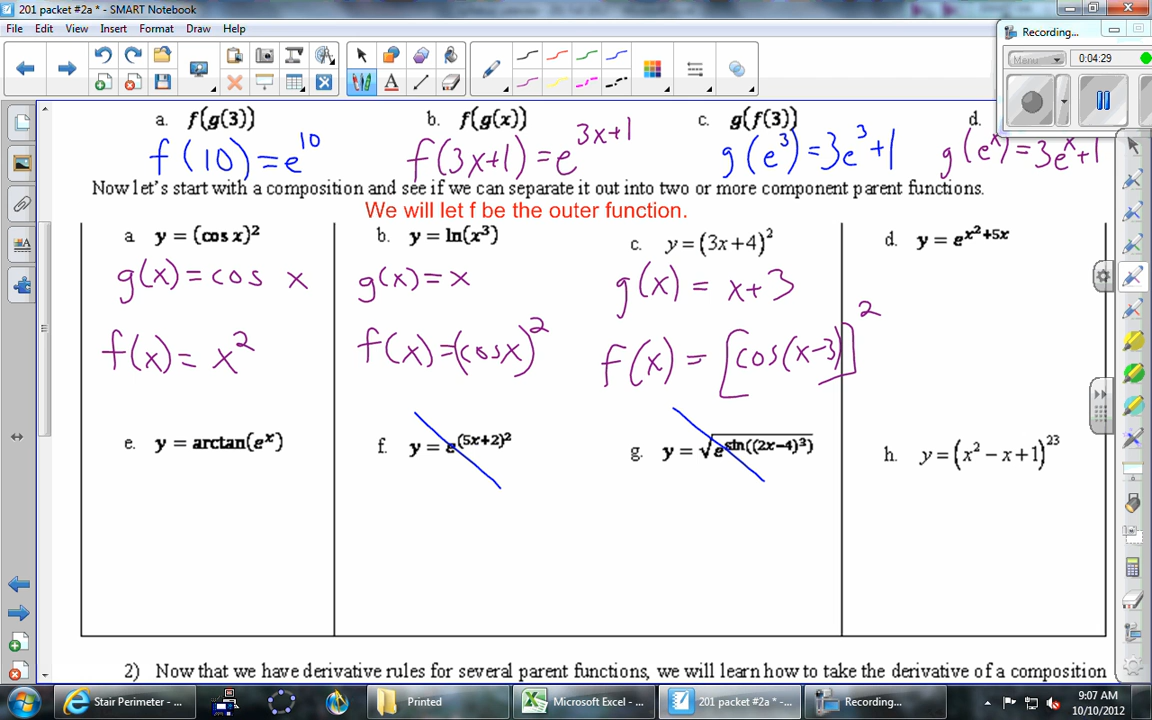 201 packet #2a * - SMART Notebook
File Edit View Insert Format Draw Help
Recording...
Menu 0:04:29
a. f(g(3)) b. f(g(x)) c. g(f(3)) d.
f(10)=e^10 f(3x+1)=e^3x+1 g(e^3)=3e^3+1 g(e^x)=3e^x+1
Now let's start with a composition and see if we can separate it out into two or more component parent functions.
We will let f be the outer function.
a y = (cos x)² b. y = ln(x³) c. y = (3x+4)² d. y = e^x²+5x
g(x) = cos x g(x) = x g(x) = x+3
f(x) = x² f(x)=(cosx)² f(x) = [cos(x-3)]²
e. y = arctan(e^x) f. y = e^(5x+2)² g. y = √e^sin((2x-4)³) h. y = (x² - x + 1)^23
2) Now that we have derivative rules for several parent functions, we will learn how to take the derivative of a composition
Stair Perimeter - ... Printed Microsoft Excel - ... 201 packet #2a * -... Recording...
9:07 AM
10/10/2012